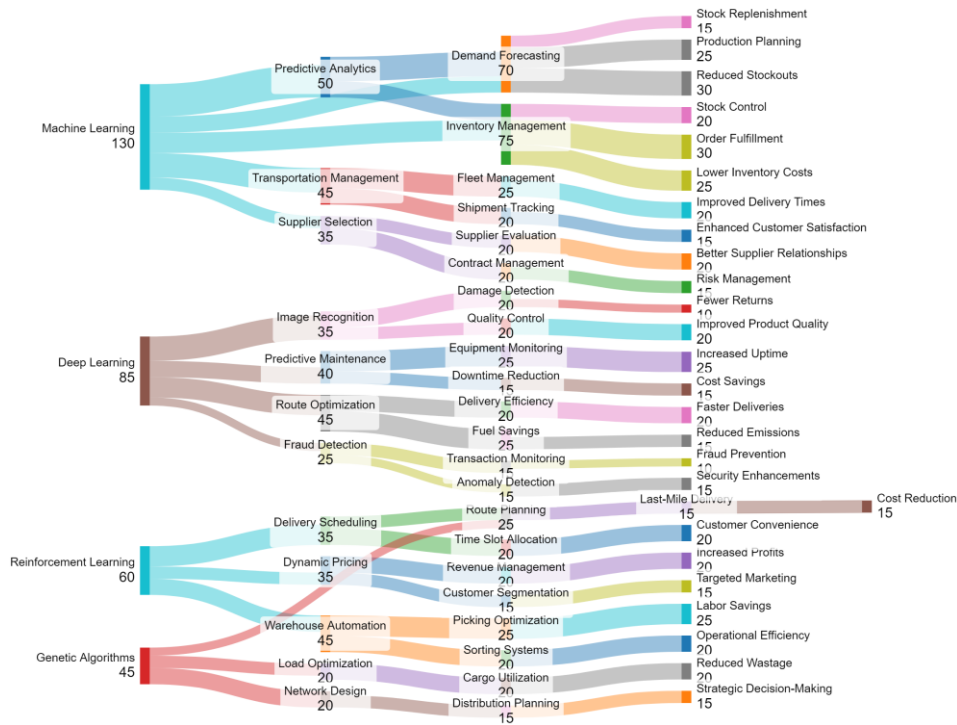 Machine Learning
130
Deep Learning
85
Reinforcement Learning
60
Genetic Algorithms
45
Predictive Analytics
50
Transportation Management
45
Supplier Selection
35
Image Recognition
35
Predictive Maintenance
40
Route Optimization
45
Fraud Detection
25
Delivery Scheduling
35
Dynamic Pricing
35
Warehouse Automation
45
Load Optimization
20
Network Design
20
Demand Forecasting
70
Inventory Management
75
Fleet Management
25
Shipment Tracking
20
Supplier Evaluation
20
Contract Management
20
Damage Detection
20
Quality Control
20
Equipment Monitoring
25
Downtime Reduction
15
Delivery Efficiency
20
Fuel Savings
25
Transaction Monitoring
15
Anomaly Detection
15
Route Planning
25
Time Slot Allocation
20
Revenue Management
20
Customer Segmentation
15
Picking Optimization
25
Sorting Systems
20
Cargo Utilization
20
Distribution Planning
15
Stock Replenishment
15
Production Planning
25
Reduced Stockouts
30
Stock Control
20
Order Fulfillment
30
Lower Inventory Costs
25
Improved Delivery Times
20
Enhanced Customer Satisfaction
15
Better Supplier Relationships
20
Risk Management
15
Fewer Returns
10
Improved Product Quality
20
Increased Uptime
25
Cost Savings
15
Faster Deliveries
20
Reduced Emissions
15
Fraud Prevention
10
Security Enhancements
15
Last-Mile Delivery
15
Customer Convenience
20
Increased Profits
20
Targeted Marketing
15
Labor Savings
25
Operational Efficiency
20
Reduced Wastage
20
Strategic Decision-Making
15
Cost Reduction
15